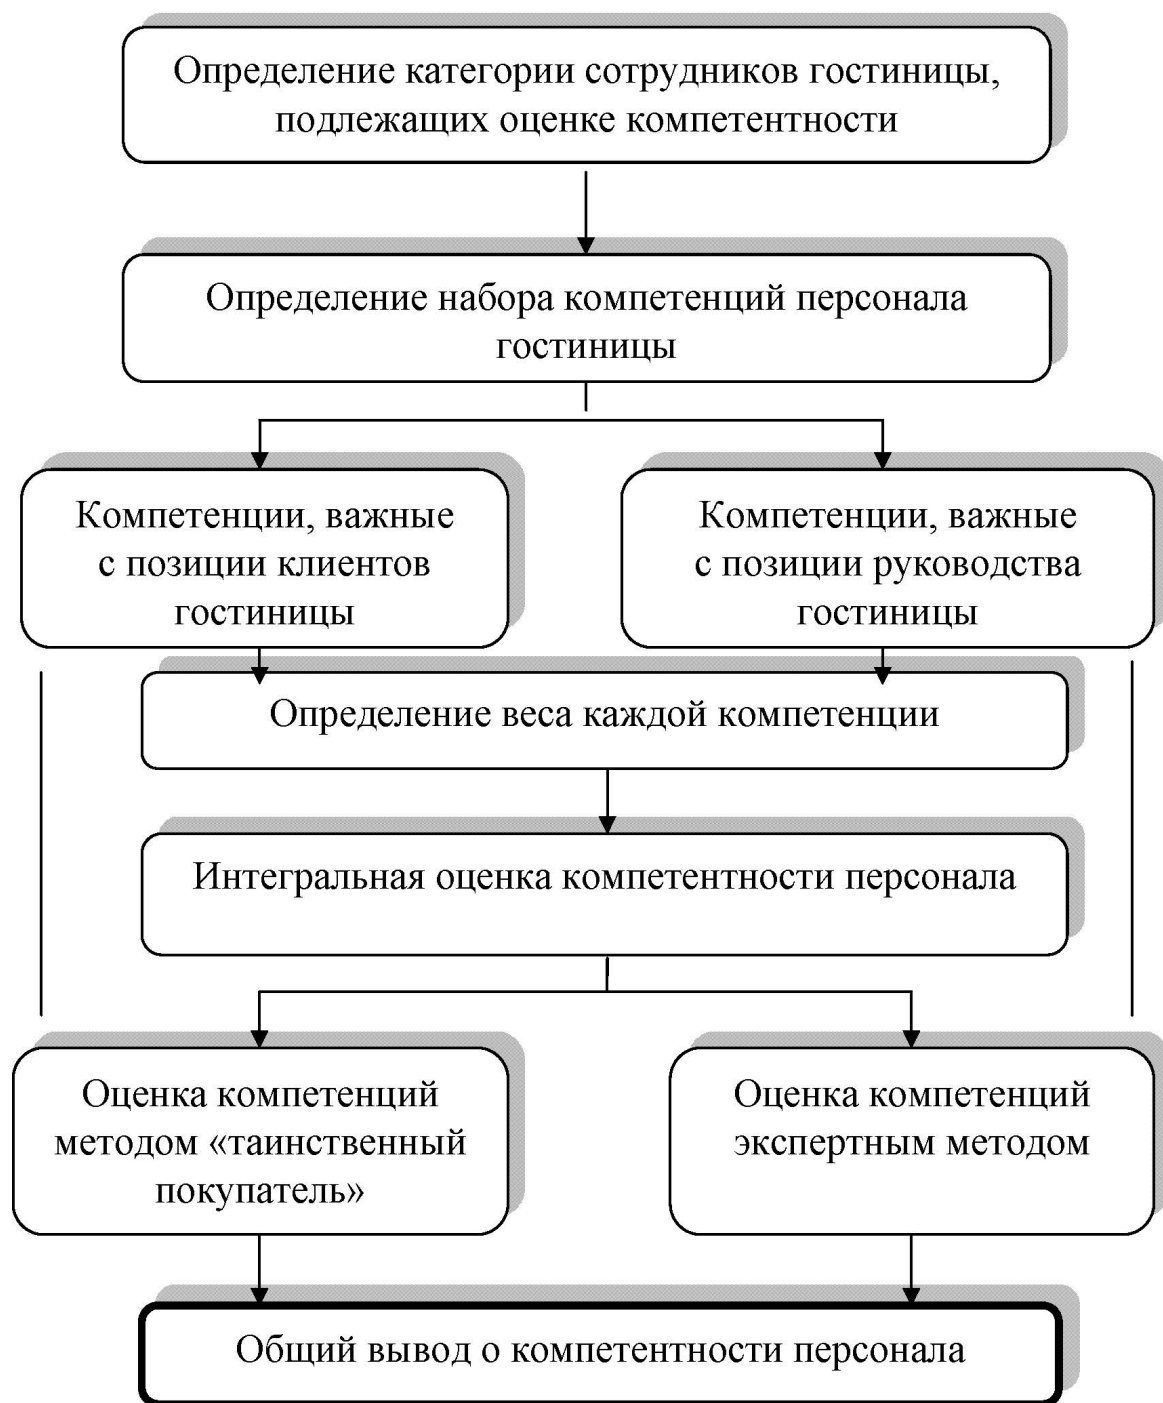 Определение категории сотрудников гостиницы,
подлежащих оценке компетентности
Определение набора компетенций персонала
гостиницы
Компетенции, важные
с позиции клиентов
гостиницы
Компетенции, важные
с позиции руководства
гостиницы
Определение веса каждой компетенции
Интегральная оценка компетентности персонала
Оценка компетенций
методом «таинственный
покупатель»
Оценка компетенций
экспертным методом
Общий вывод о компетентности персонала